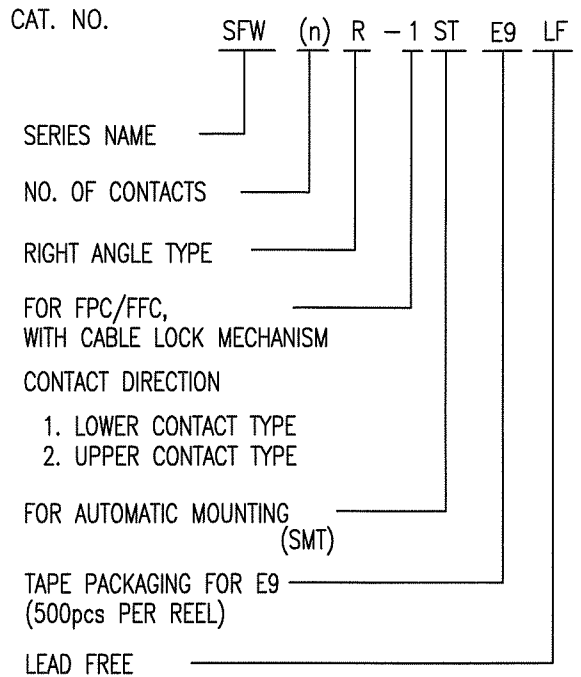 CAT. NO.
SFW (n) R - 1 ST E9 LF
SERIES NAME
NO. OF CONTACTS
RIGHT ANGLE TYPE
FOR FPC/FFC,
WITH CABLE LOCK MECHANISM
CONTACT DIRECTION
1. LOWER CONTACT TYPE
2. UPPER CONTACT TYPE
FOR AUTOMATIC MOUNTING
(SMT)
TAPE PACKAGING FOR E9
(500pcs PER REEL)
LEAD FREE